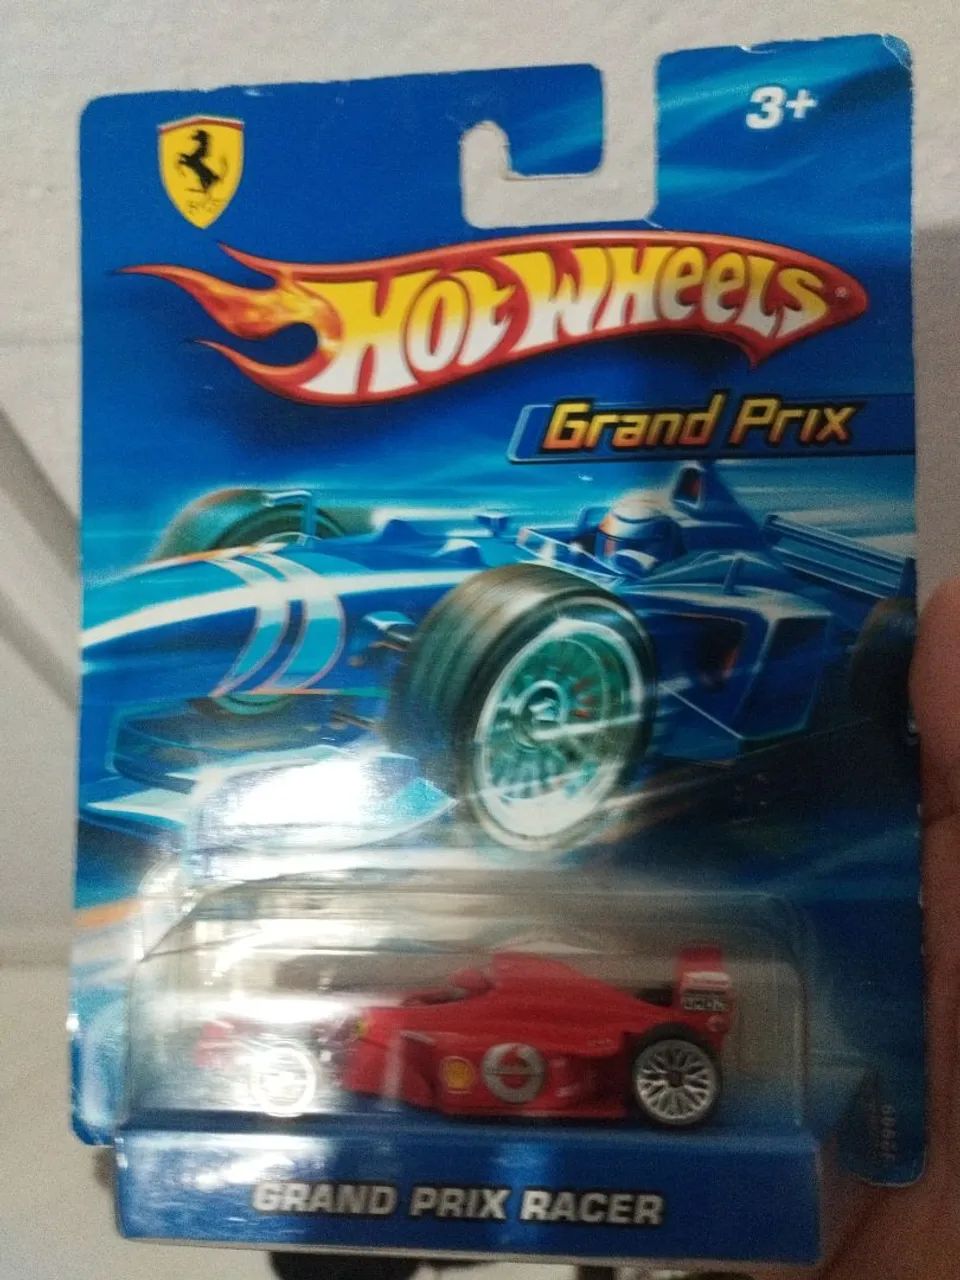 3+
HOT WHEELS®
Grand Prix
GRAND PRIX RACER